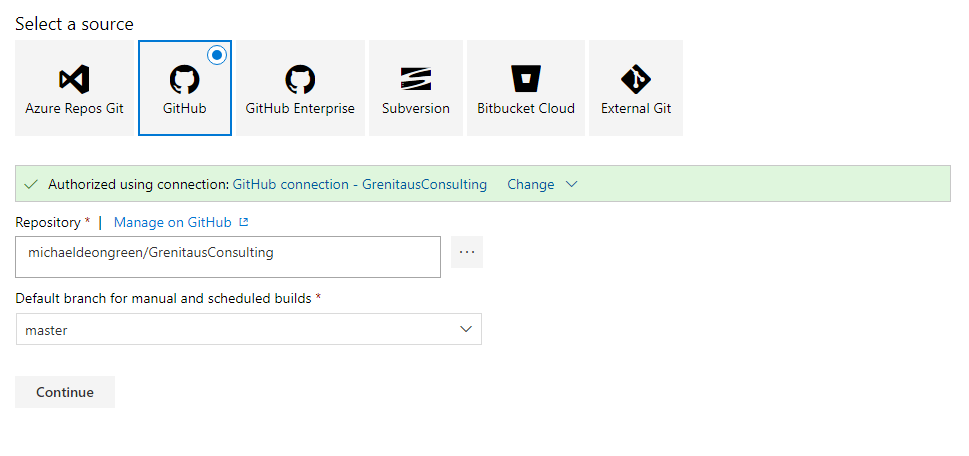 Select a source
Azure Repos Git
GitHub
GitHub Enterprise
Subversion
Bitbucket Cloud
External Git
Authorized using connection: GitHub connection - GrenitausConsulting Change
Repository * | Manage on GitHub
michaeldeongreen/GrenitausConsulting
...
Default branch for manual and scheduled builds *
master
Continue